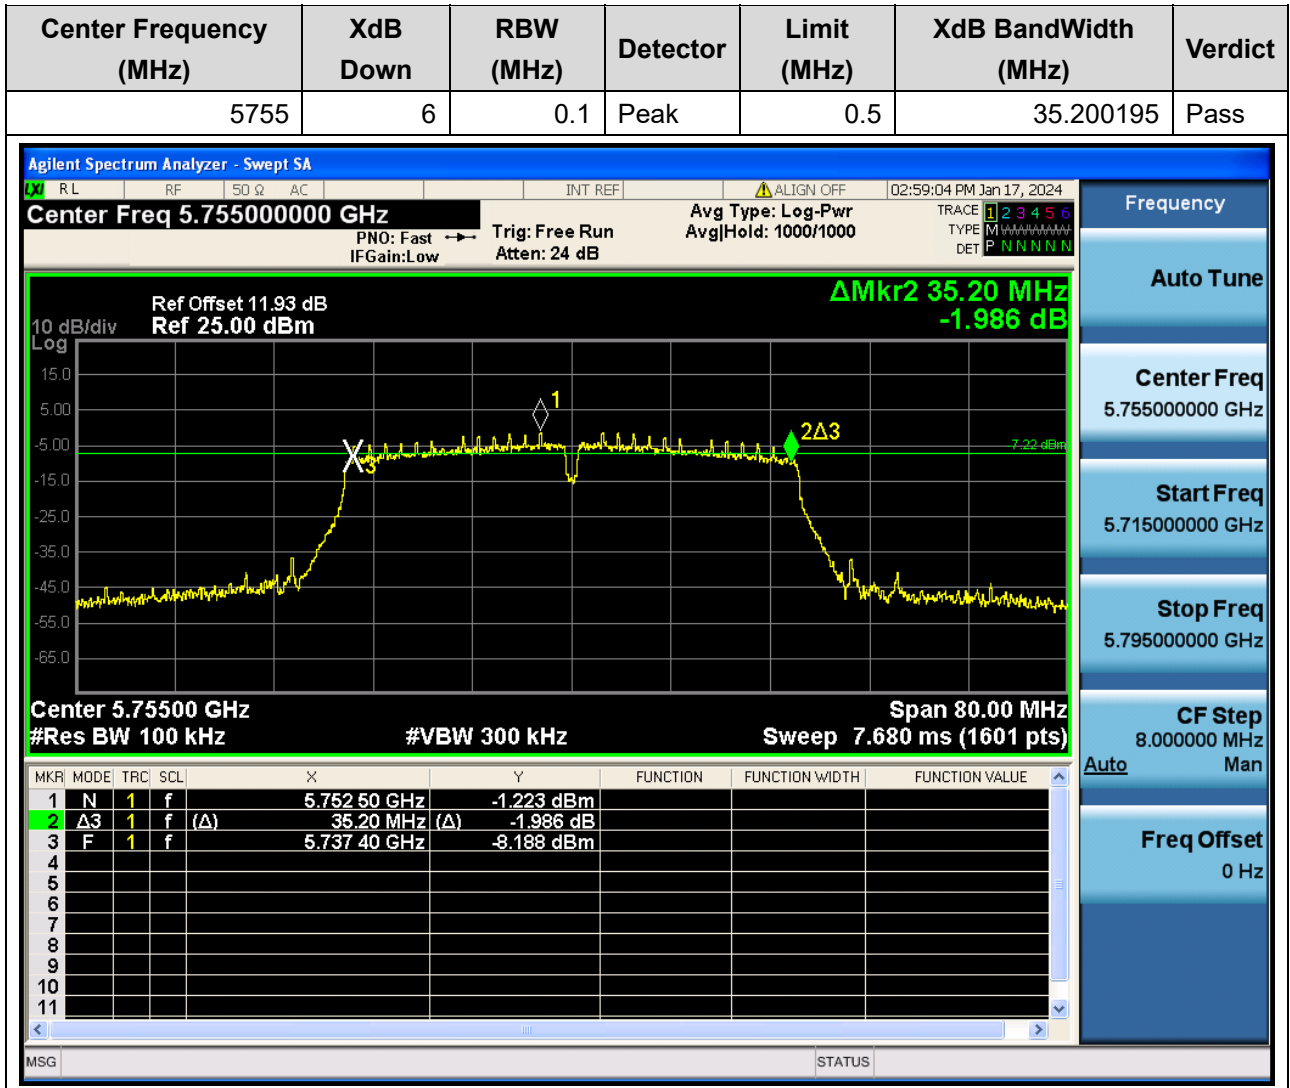 Center Frequency (MHz) XdB Down RBW (MHz) Detector Limit (MHz) XdB BandWidth (MHz) Verdict
5755 6 0.1 Peak 0.5 35.200195 Pass
Agilent Spectrum Analyzer - Swept SA
LXI RL RF 50 Ω AC INT REF ALIGN OFF 02:59:04 PM Jan 17, 2024
Center Freq 5.755000000 GHz
PNO: Fast
IFGain:Low
Trig: Free Run
Atten: 24 dB
Avg Type: Log-Pwr
Avg|Hold: 1000/1000
TRACE 1 2 3 4 5 6
TYPE M
DET P N N N N N
ΔMkr2 35.20 MHz
-1.986 dB
Ref Offset 11.93 dB
10 dB/div Ref 25.00 dBm
Log
15.0
5.00
-5.00
-15.0
-25.0
-35.0
-45.0
-55.0
-65.0
1
2Δ3
3
-7.22 dBm
Center 5.75500 GHz Span 80.00 MHz
#Res BW 100 kHz #VBW 300 kHz Sweep 7.680 ms (1601 pts)
MKR MODE TRC SCL X Y FUNCTION FUNCTION WIDTH FUNCTION VALUE
1 N 1 f 5.752 50 GHz -1.223 dBm
2 Δ3 1 f (Δ) 35.20 MHz (Δ) -1.986 dB
3 F 1 f 5.737 40 GHz -8.188 dBm
4
5
6
7
8
9
10
11
MSG STATUS
Frequency
Auto Tune
Center Freq
5.755000000 GHz
Start Freq
5.715000000 GHz
Stop Freq
5.795000000 GHz
CF Step
8.000000 MHz
Auto Man
Freq Offset
0 Hz